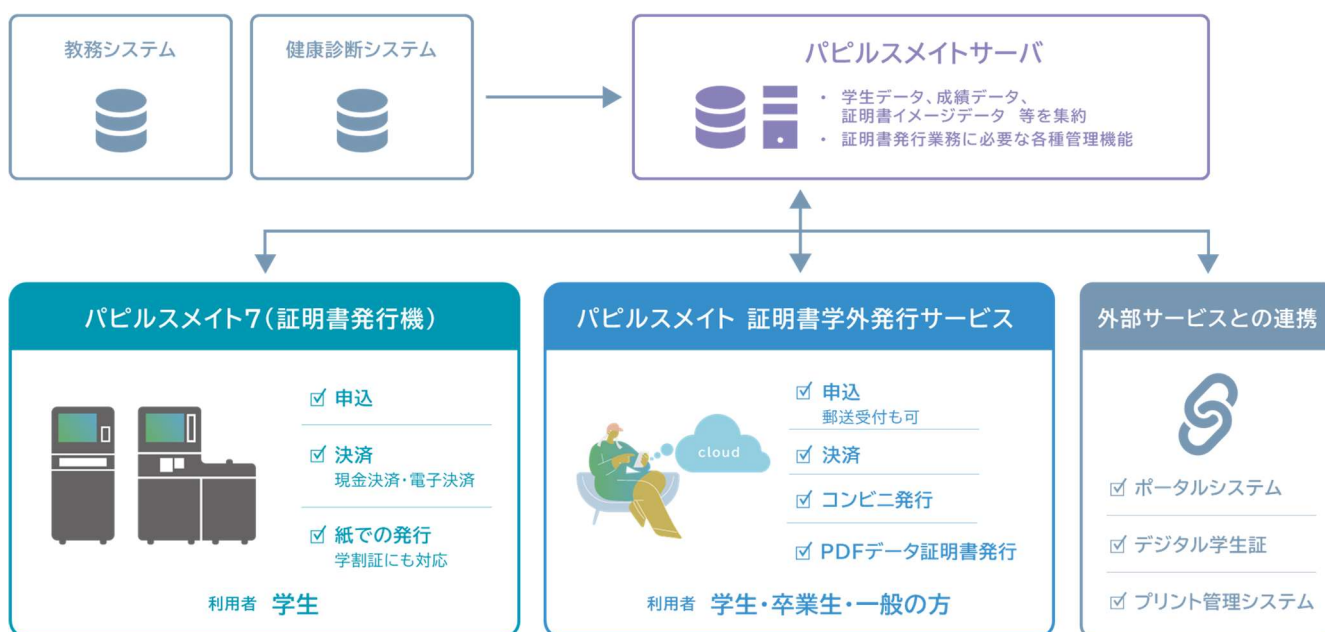 教務システム
健康診断システム
パピルスメイトサーバ
・ 学生データ、成績データ、
証明書イメージデータ 等を集約
・ 証明書発行業務に必要な各種管理機能
パピルスメイト7(証明書発行機)
申込
決済
現金決済・電子決済
紙での発行
学割証にも対応
利用者 学生
パピルスメイト 証明書学外発行サービス
cloud
申込
郵送受付も可
決済
コンビニ発行
PDFデータ証明書発行
利用者 学生・卒業生・一般の方
外部サービスとの連携
ポータルシステム
デジタル学生証
プリント管理システム